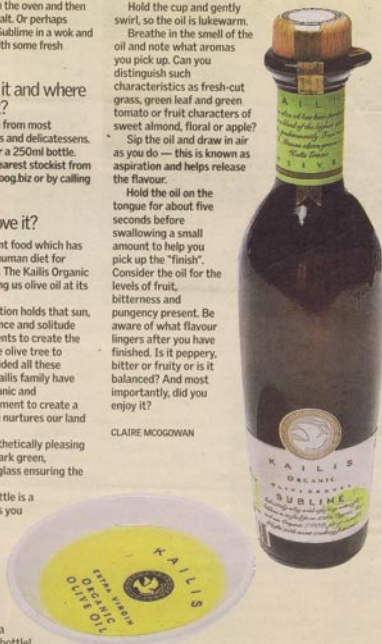 the oven and then
alt. Or perhaps
Sublime in a wok and
th some fresh
it and where
?
from most
s and delicatessens.
r a 250ml bottle.
earest stockist from
oog.biz or by calling
ove it?
nt food which has
uman diet for
The Kailis Organic
ng us olive oil at its
tion holds that sun,
nce and solitude
ents to create the
e olive tree to
ided all these
ailis family have
anic and
ment to create a
nurtures our land
thetically pleasing
ark green,
glass ensuring the
ttle is a
s you
a
bottle!
Hold the cup and gently
swirl, so the oil is lukewarm.
Breathe in the smell of the
oil and note what aromas
you pick up. Can you
distinguish such
characteristics as fresh-cut
grass, green leaf and green
tomato or fruit characters of
sweet almond, floral or apple?
Sip the oil and draw in air
as you do — this is known as
aspiration and helps release
the flavour.
Hold the oil on the
tongue for about five
seconds before
swallowing a small
amount to help you
pick up the "finish".
Consider the oil for the
levels of fruit,
bitterness and
pungency present. Be
aware of what flavour
lingers after you have
finished. Is it peppery,
bitter or fruity or is it
balanced? And most
importantly, did you
enjoy it?
CLAIRE MCOGOWAN
KAILIS
ORGANIC
SUBLIME
KAILIS
EXTRA VIRGIN
ORGANIC
OLIVE OIL